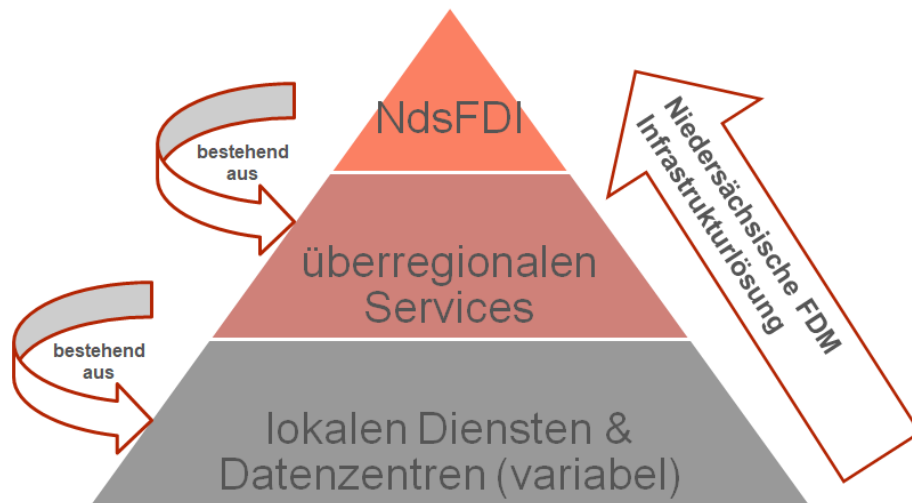 NdsFDI
bestehend
aus
überregionalen
Services
bestehend
aus
lokalen Diensten &
Datenzentren (variabel)
Niedersächsische FDM
Infrastrukturlösung